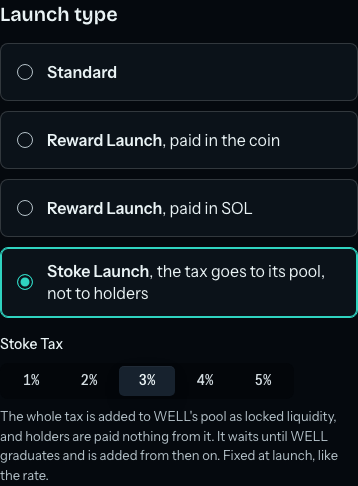 Launch type
Standard
Reward Launch, paid in the coin
Reward Launch, paid in SOL
Stoke Launch, the tax goes to its pool,
not to holders
Stoke Tax
1% 2% 3% 4% 5%
The whole tax is added to WELL's pool as locked liquidity,
and holders are paid nothing from it. It waits until WELL
graduates and is added from then on. Fixed at launch, like
the rate.